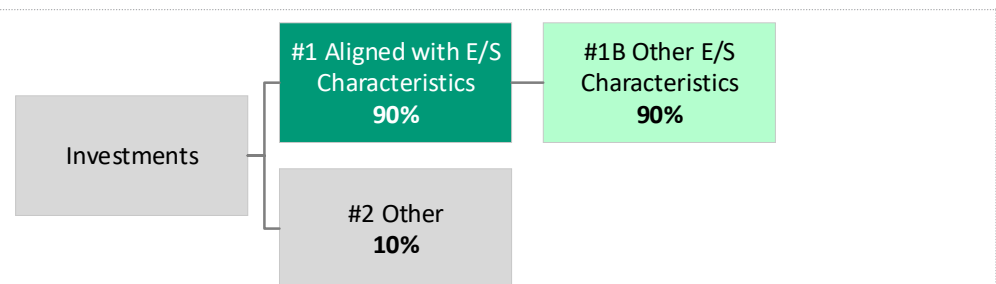 #1 Aligned with E/S
Characteristics
90%
#1B Other E/S
Characteristics
90%
Investments
#2 Other
10%